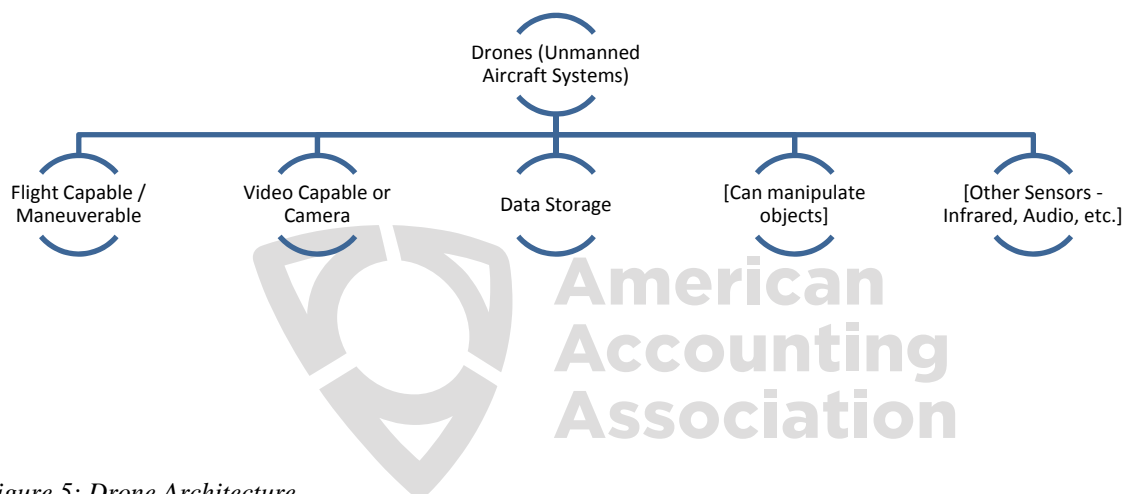 Drones (Unmanned
Aircraft Systems)
Flight Capable /
Maneuverable
Video Capable or
Camera
Data Storage
[Can manipulate
objects]
[Other Sensors -
Infrared, Audio, etc.]
American
Accounting
Association
igure 5: Drone Architecture